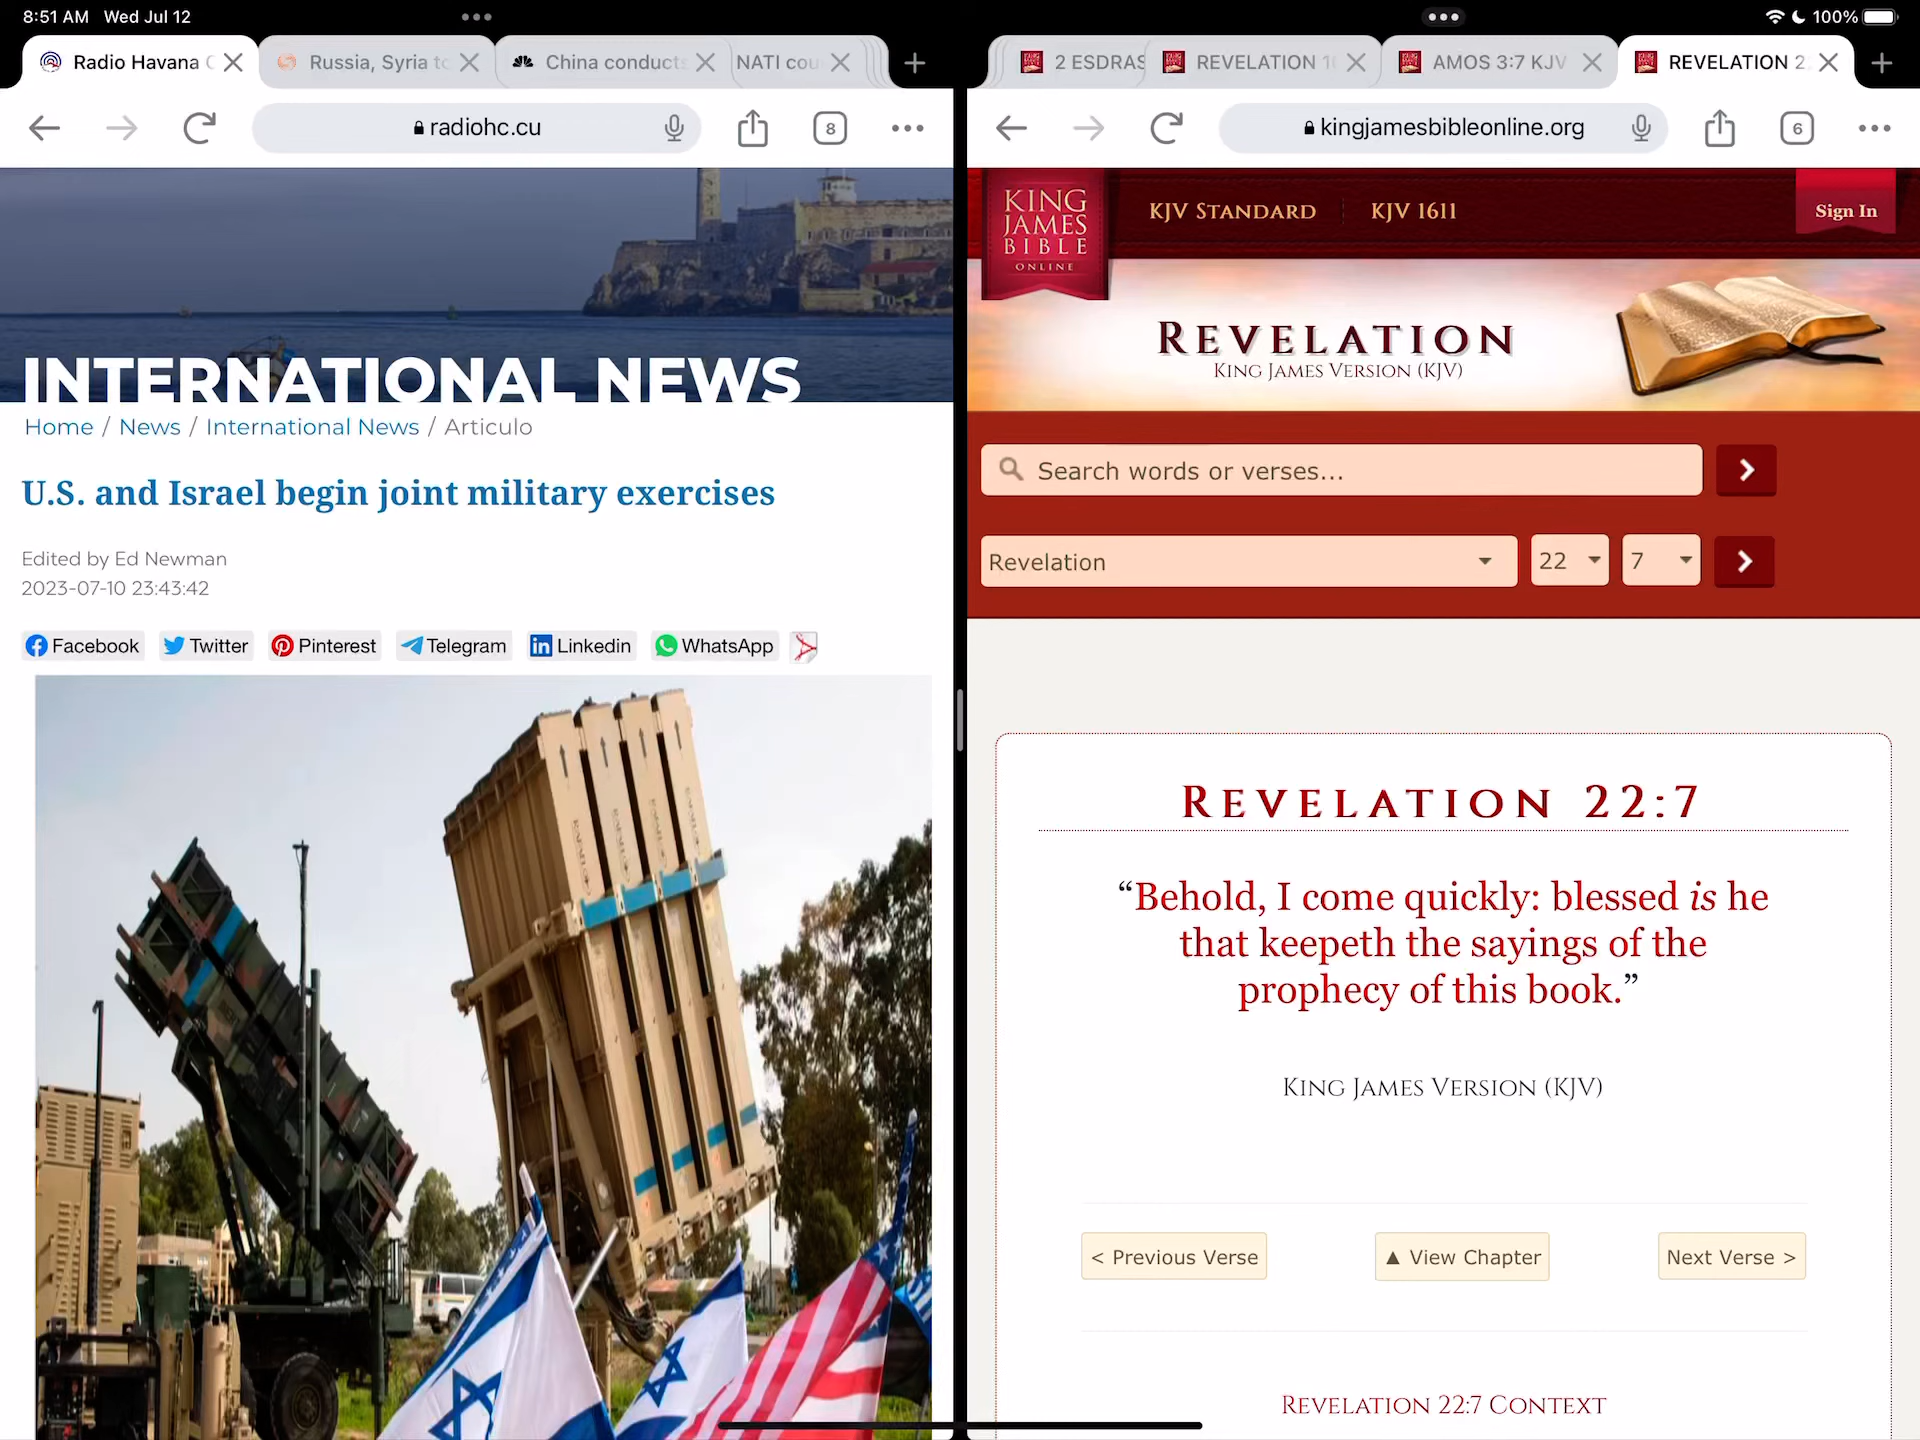 8:51 AM Wed Jul 12
100%
Radio Havana
Russia, Syria to
China conducts
NATI cou
radiohc.cu
8
INTERNATIONAL NEWS
Home / News / International News / Articulo
U.S. and Israel begin joint military exercises
Edited by Ed Newman
2023-07-10 23:43:42
Facebook Twitter Pinterest Telegram Linkedin WhatsApp
2 ESDRAS
REVELATION 1
AMOS 3:7 KJV
REVELATION 2
kingjamesbibleonline.org
6
KING
JAMES
BIBLE
ONLINE
KJV STANDARD
KJV 1611
Sign In
REVELATION
KING JAMES VERSION (KJV)
Search words or verses...
Revelation 22 7
REVELATION 22:7
“Behold, I come quickly: blessed is he
that keepeth the sayings of the
prophecy of this book.”
KING JAMES VERSION (KJV)
< Previous Verse ▲ View Chapter Next Verse >
REVELATION 22:7 CONTEXT